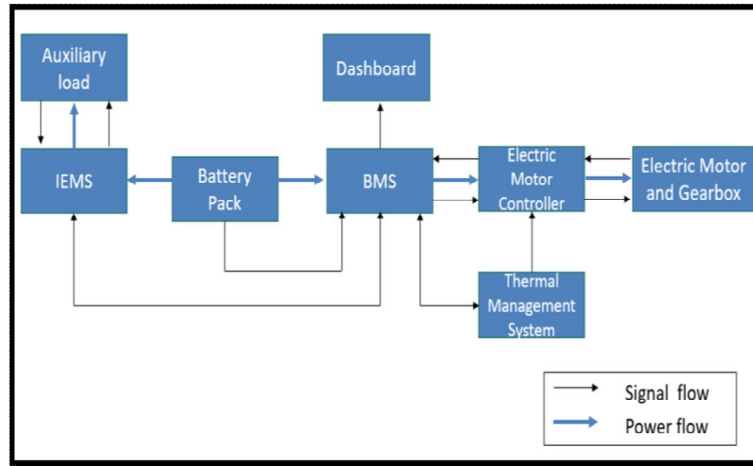 Auxiliary
load
Dashboard
IEMS
Battery
Pack
BMS
Electric
Motor
Controller
Electric Motor
and Gearbox
Thermal
Management
System
Signal flow
Power flow